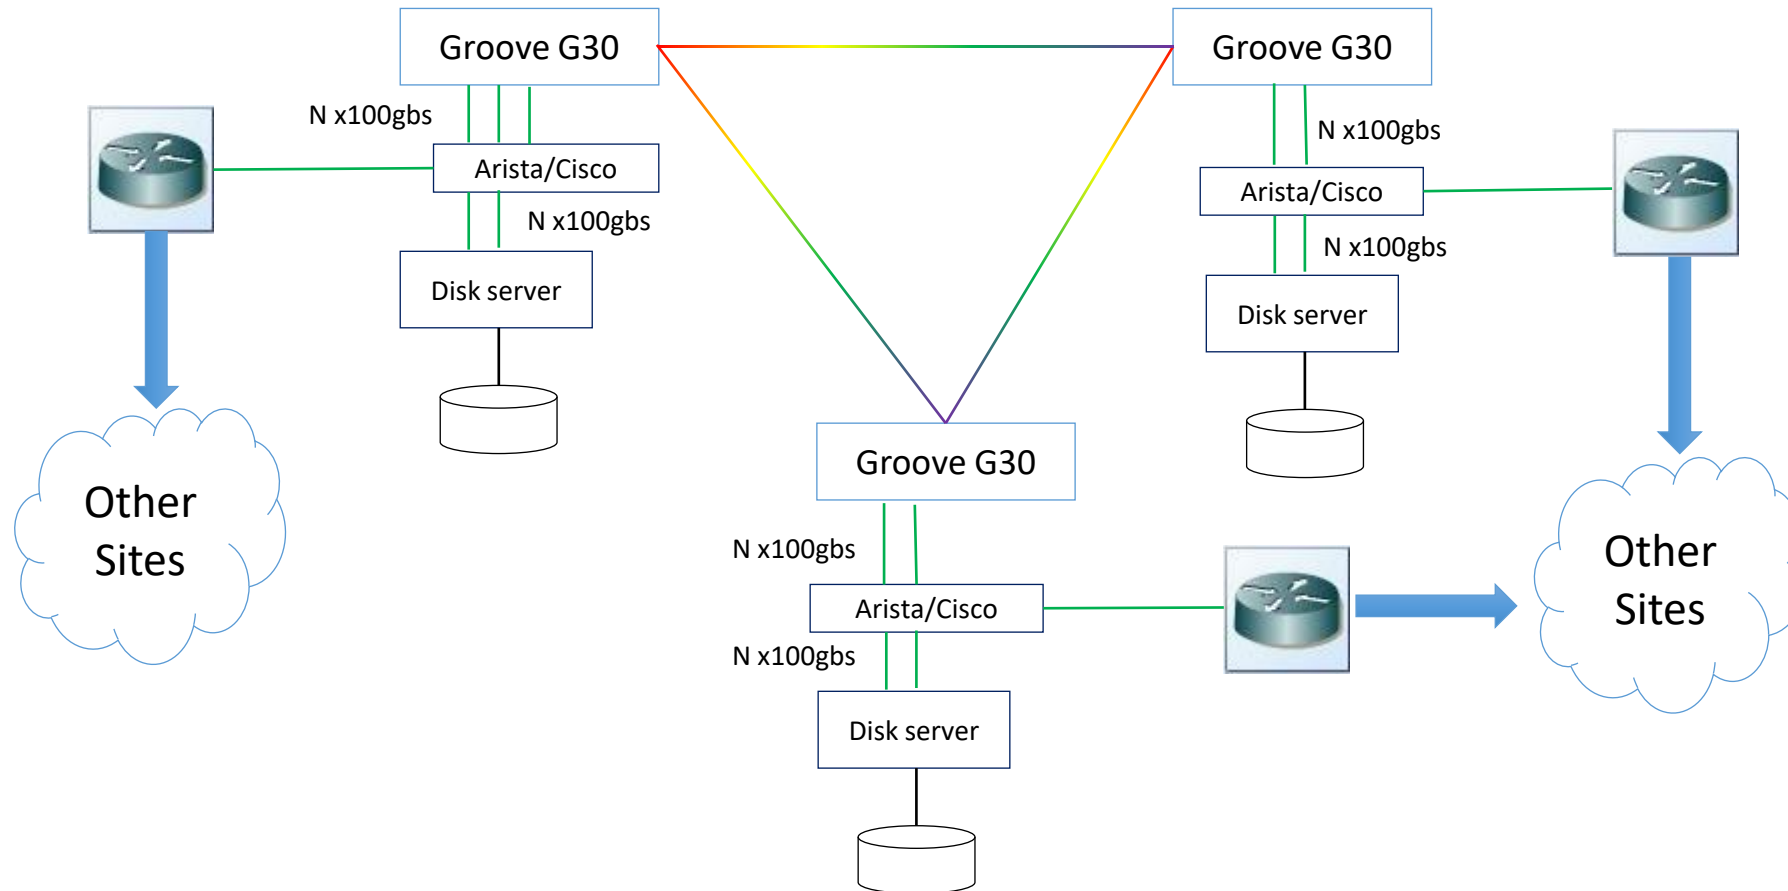 Groove G30
Groove G30
N x100gbs
N x100gbs
Arista/Cisco
Arista/Cisco
N x100gbs
N x100gbs
Disk server
Disk server
Groove G30
Other
Sites
Other
Sites
N x100gbs
Arista/Cisco
N x100gbs
Disk server